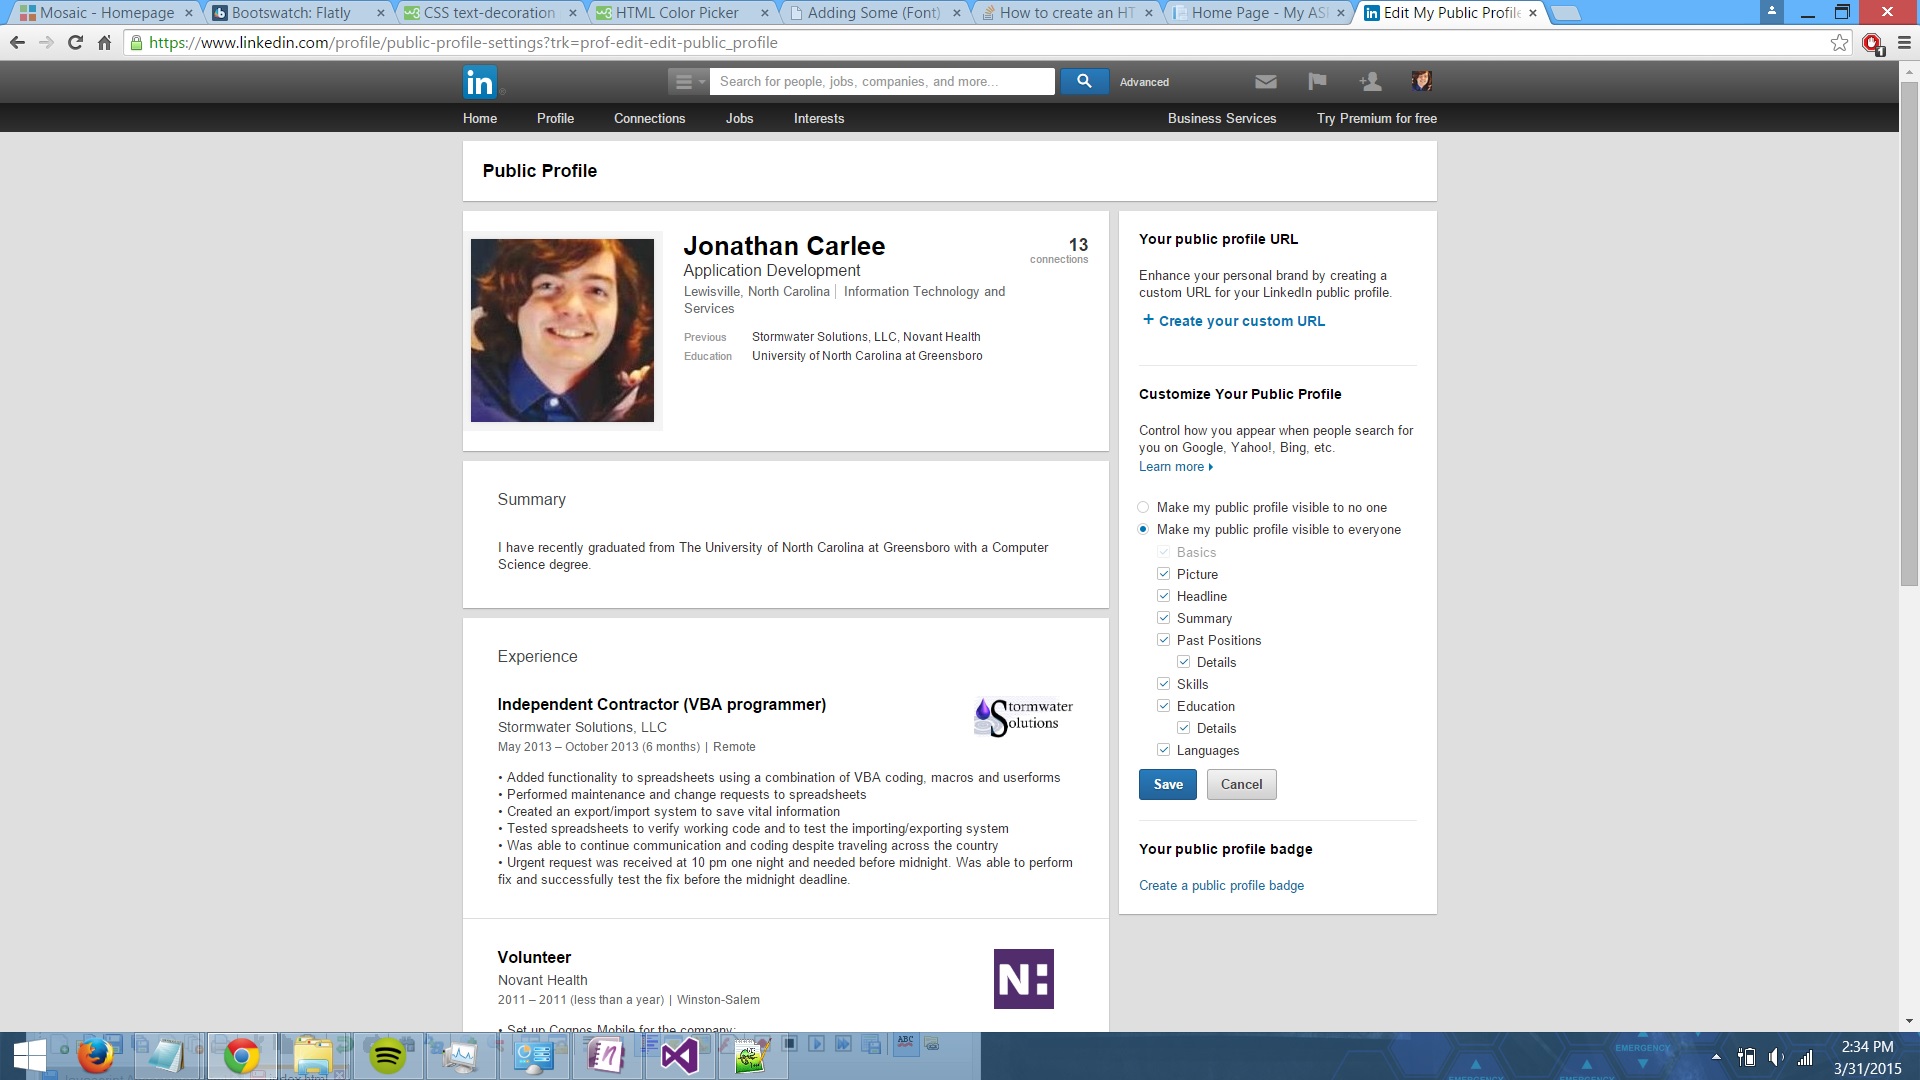 Mosaic - Homepage
Bootswatch: Flatly
CSS text-decoration
HTML Color Picker
Adding Some (Font)
How to create an HT
Home Page - My AS
Edit My Public Profile
https://www.linkedin.com/profile/public-profile-settings?trk=prof-edit-edit-public_profile
in
Search for people, jobs, companies, and more...
Advanced
Home
Profile
Connections
Jobs
Interests
Business Services
Try Premium for free
Public Profile
Jonathan Carlee
Application Development
Lewisville, North Carolina | Information Technology and
Services
13
connections
Previous Stormwater Solutions, LLC, Novant Health
Education University of North Carolina at Greensboro
Summary
I have recently graduated from The University of North Carolina at Greensboro with a Computer
Science degree.
Experience
Independent Contractor (VBA programmer)
Stormwater Solutions, LLC
May 2013 – October 2013 (6 months) | Remote
Stormwater
Solutions
• Added functionality to spreadsheets using a combination of VBA coding, macros and userforms
• Performed maintenance and change requests to spreadsheets
• Created an export/import system to save vital information
• Tested spreadsheets to verify working code and to test the importing/exporting system
• Was able to continue communication and coding despite traveling across the country
• Urgent request was received at 10 pm one night and needed before midnight. Was able to perform
fix and successfully test the fix before the midnight deadline.
Volunteer
Novant Health
2011 – 2011 (less than a year) | Winston-Salem
N:
• Set up Cognos Mobile for the company:
Your public profile URL
Enhance your personal brand by creating a
custom URL for your LinkedIn public profile.
+ Create your custom URL
Customize Your Public Profile
Control how you appear when people search for
you on Google, Yahoo!, Bing, etc.
Learn more
Make my public profile visible to no one
Make my public profile visible to everyone
Basics
Picture
Headline
Summary
Past Positions
Details
Skills
Education
Details
Languages
Save
Cancel
Your public profile badge
Create a public profile badge
ABC
EMERGENCY
EMERGENCY
EMERGENCY
2:34 PM
3/31/2015